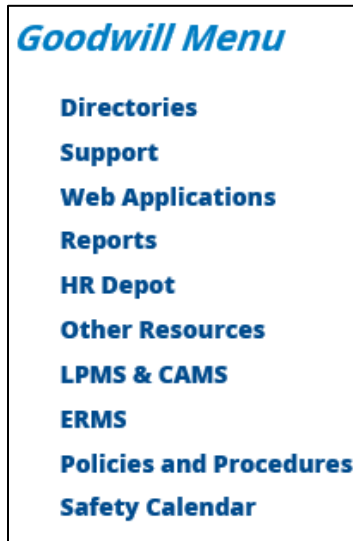 Goodwill Menu
Directories
Support
Web Applications
Reports
HR Depot
Other Resources
LPMS & CAMS
ERMS
Policies and Procedures
Safety Calendar